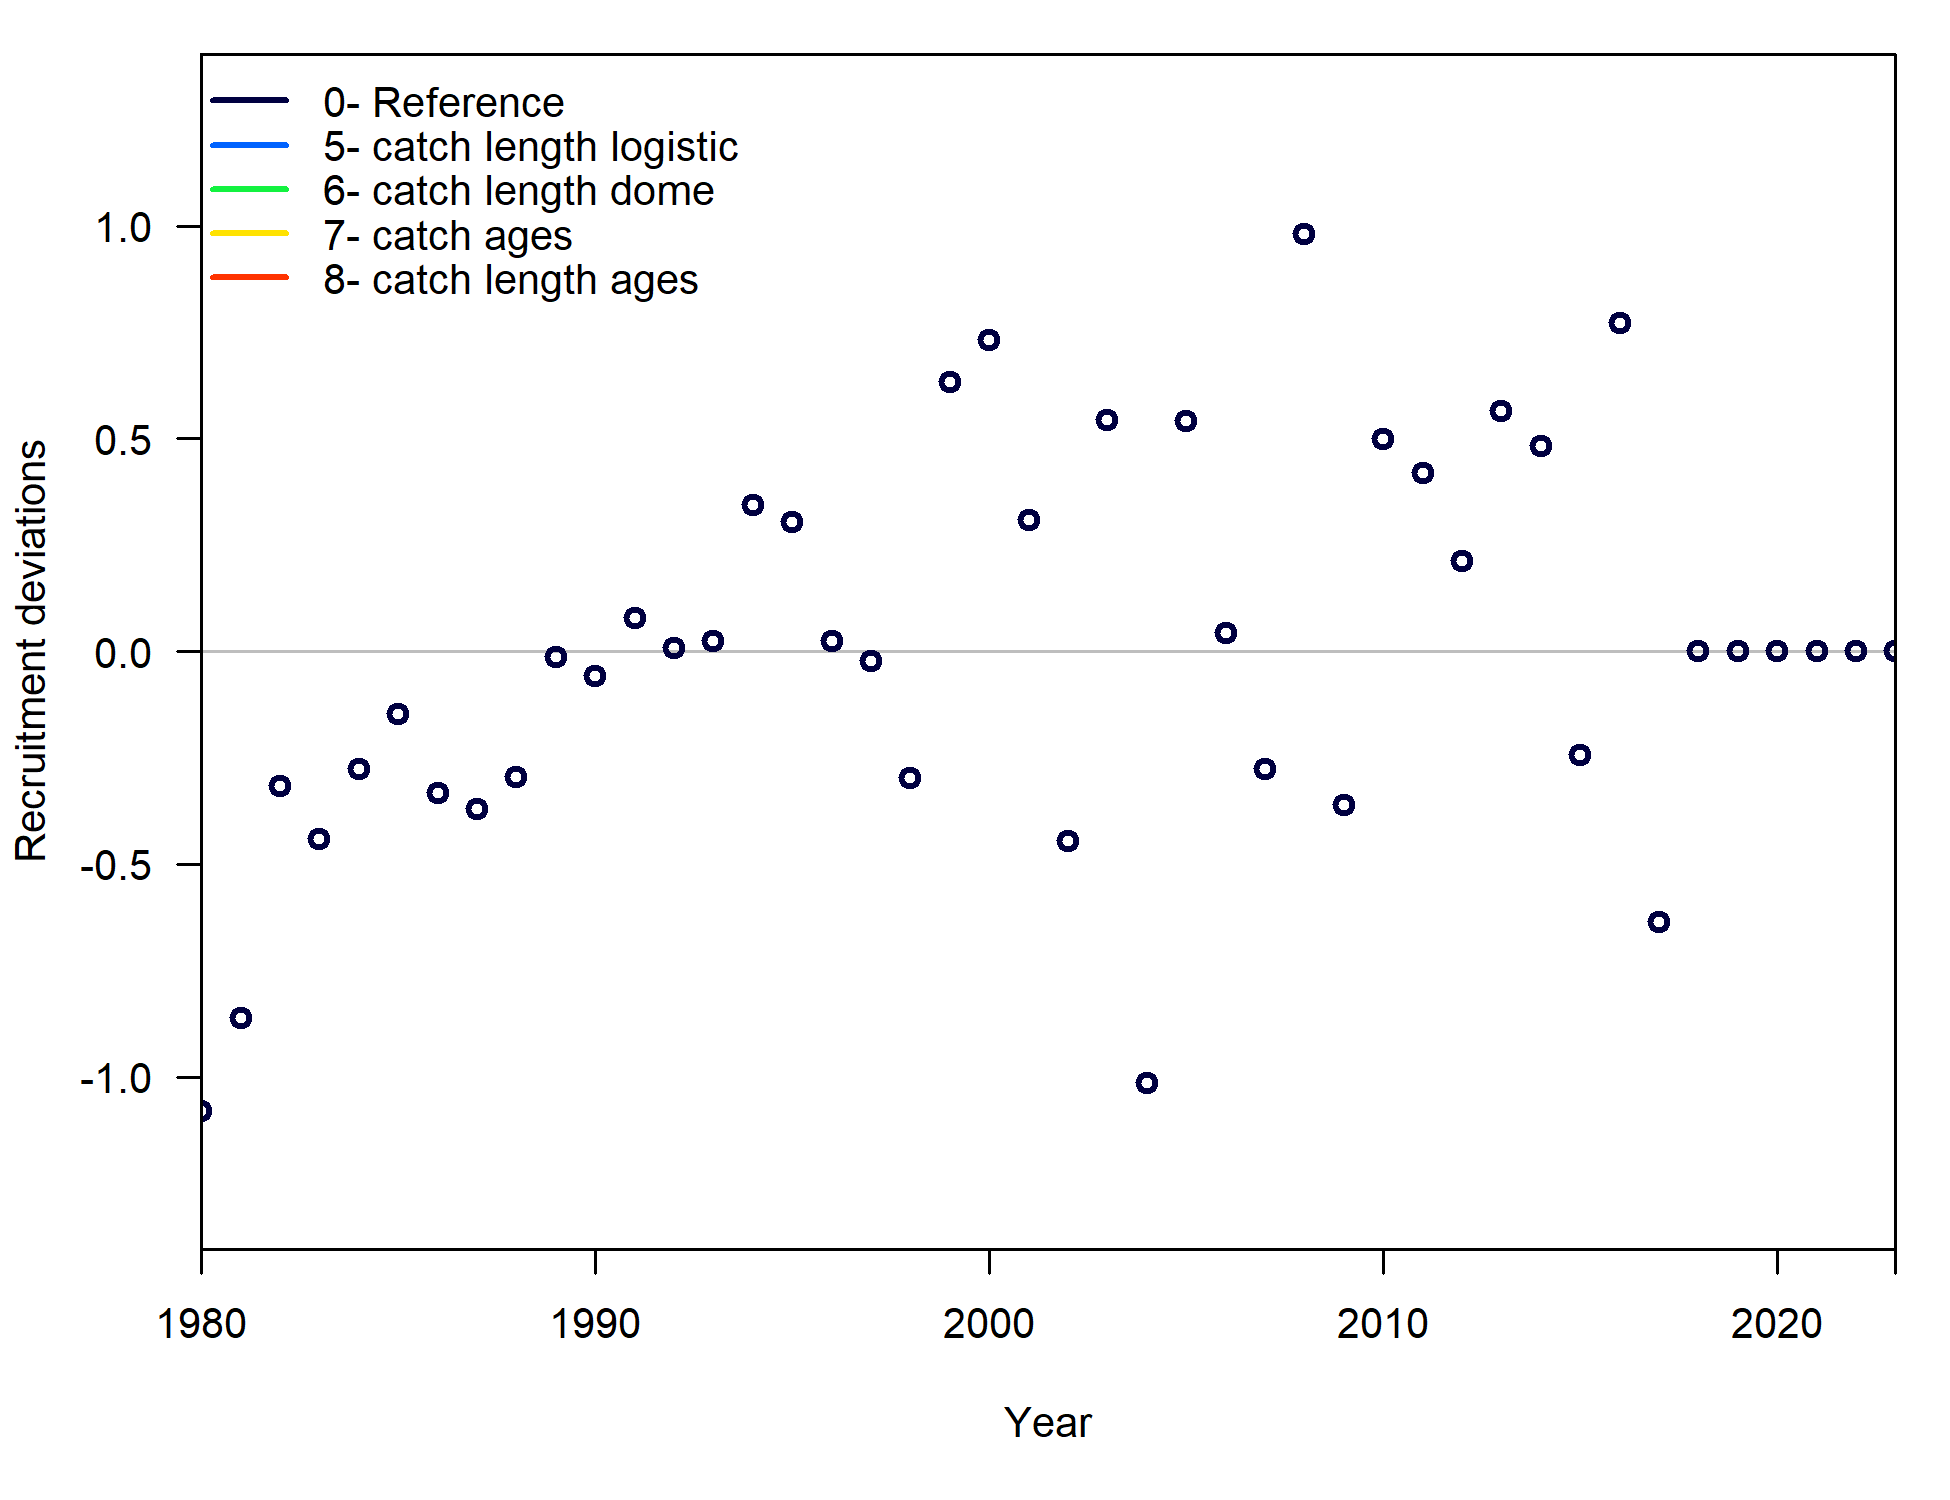 0- Reference
5- catch length logistic
6- catch length dome
7- catch ages
8- catch length ages
1.0
0.5
0.0
-0.5
-1.0
Recruitment deviations
1980 1990 2000 2010 2020
Year